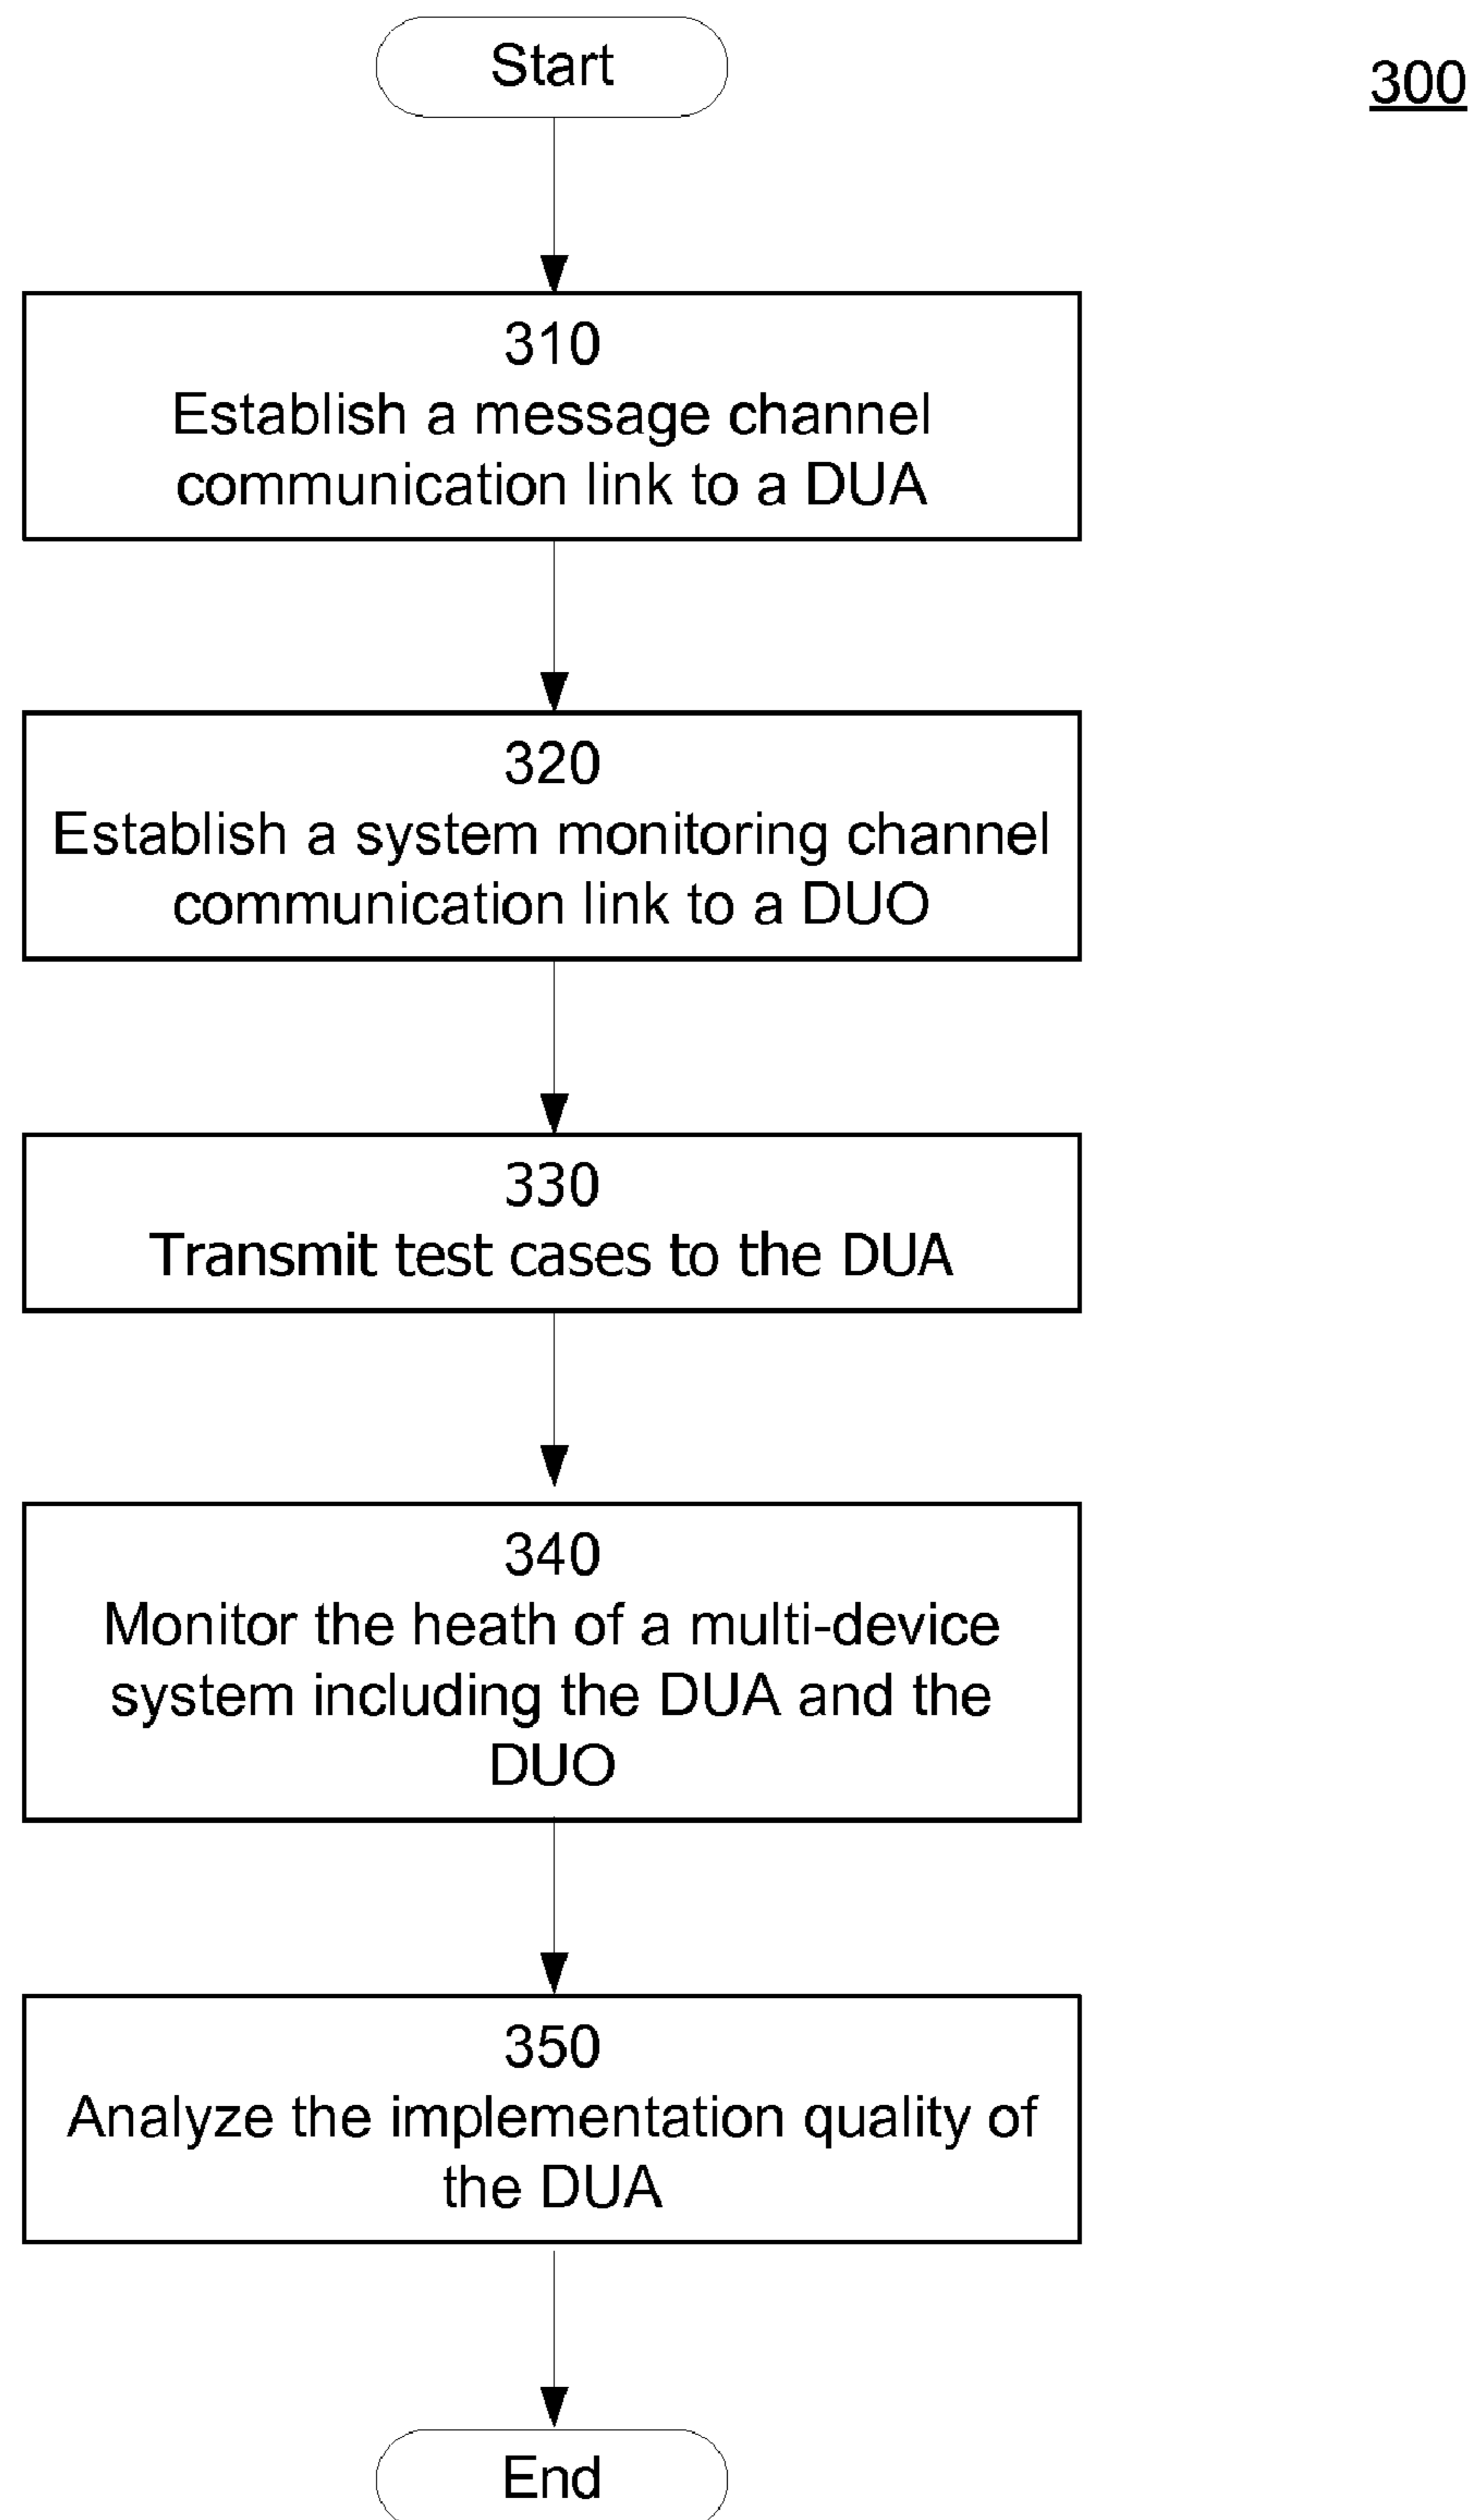 Start
300
310
Establish a message channel
communication link to a DUA
320
Establish a system monitoring channel
communication link to a DUO
330
Transmit test cases to the DUA
340
Monitor the heath of a multi-device
system including the DUA and the
DUO
350
Analyze the implementation quality of
the DUA
End